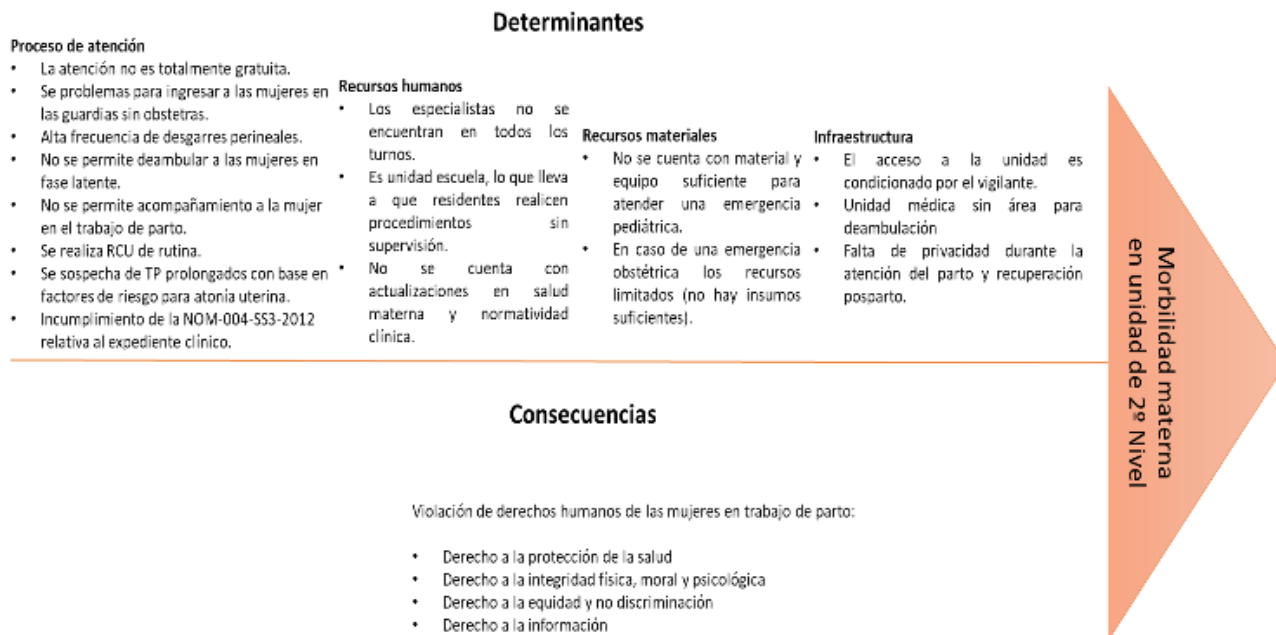 Determinantes
Proceso de atención
• La atención no es totalmente gratuita.
• Se problemas para ingresar a las mujeres en
las guardias sin obstetras.
• Alta frecuencia de desgarres perineales.
• No se permite deambular a las mujeres en
fase latente.
• No se permite acompañamiento a la mujer
en el trabajo de parto.
• Se realiza RCU de rutina.
• Se sospecha de TP prolongados con base en
factores de riesgo para atonía uterina.
• Incumplimiento de la NOM-004-SS3-2012
relativa al expediente clínico.
Recursos humanos
• Los especialistas no se
encuentran en todos los
turnos.
• Es unidad escuela, lo que lleva
a que residentes realicen
procedimientos sin
supervisión.
• No se cuenta con
actualizaciones en salud
materna y normatividad
clínica.
Recursos materiales
• No se cuenta con material y
equipo suficiente para
atender una emergencia
pediátrica.
• En caso de una emergencia
obstétrica los recursos
limitados (no hay insumos
suficientes).
Infraestructura
• El acceso a la unidad es
condicionado por el vigilante.
• Unidad médica sin área para
deambulación
• Falta de privacidad durante la
atención del parto y recuperación
posparto.
Morbilidad materna
en unidad de 2º Nivel
Consecuencias
Violación de derechos humanos de las mujeres en trabajo de parto:
• Derecho a la protección de la salud
• Derecho a la integridad física, moral y psicológica
• Derecho a la equidad y no discriminación
• Derecho a la información